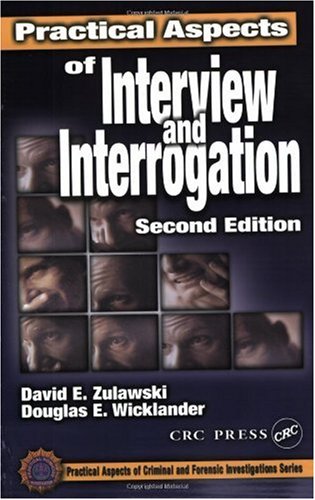 Practical Aspects
of Interview
and
Interrogation
Second Edition
David E. Zulawski
Douglas E. Wicklander
CRC PRESS
CRC
Practical Aspects of Criminal and Forensic Investigations Series